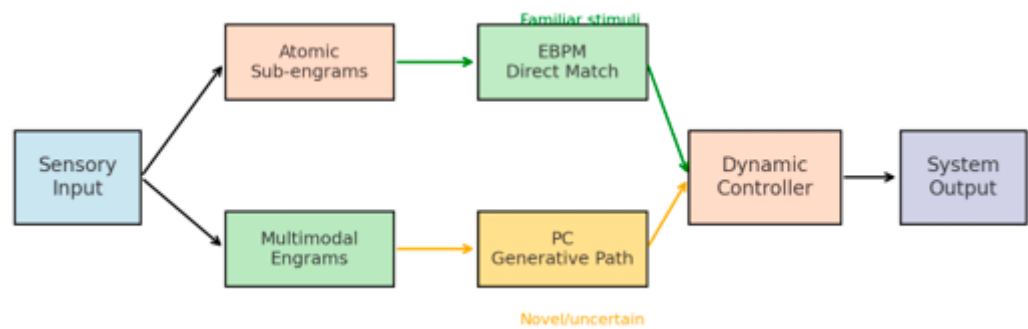 Familiar stimuli
Atomic
Sub-engrams
EBPM
Direct Match
Sensory
Input
Dynamic
Controller
System
Output
Multimodal
Engrams
PC
Generative Path
Novel/uncertain